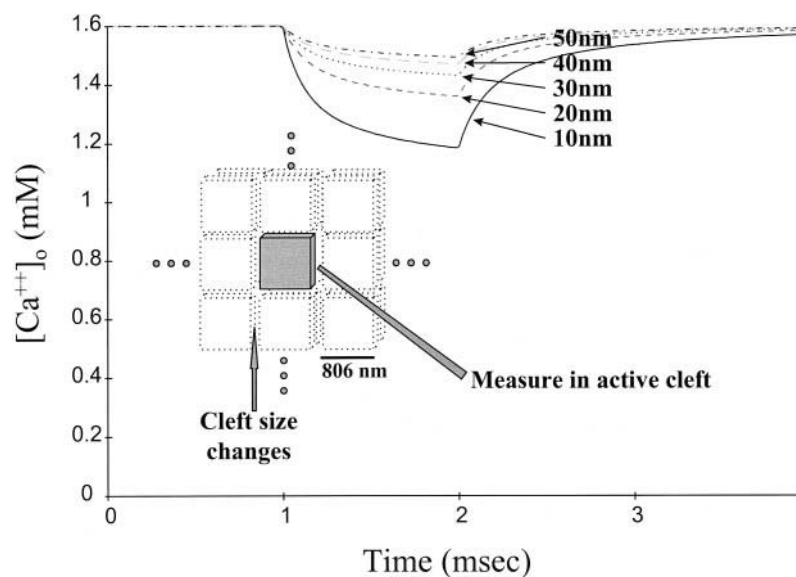 1.6
50nm
1.4
40nm
30nm
20nm
1.2
10nm
1
[Ca++]o (mM)
0.8
0.6
806 nm
Measure in active cleft
0.4
Cleft size
changes
0.2
0
0 1 2 3
Time (msec)